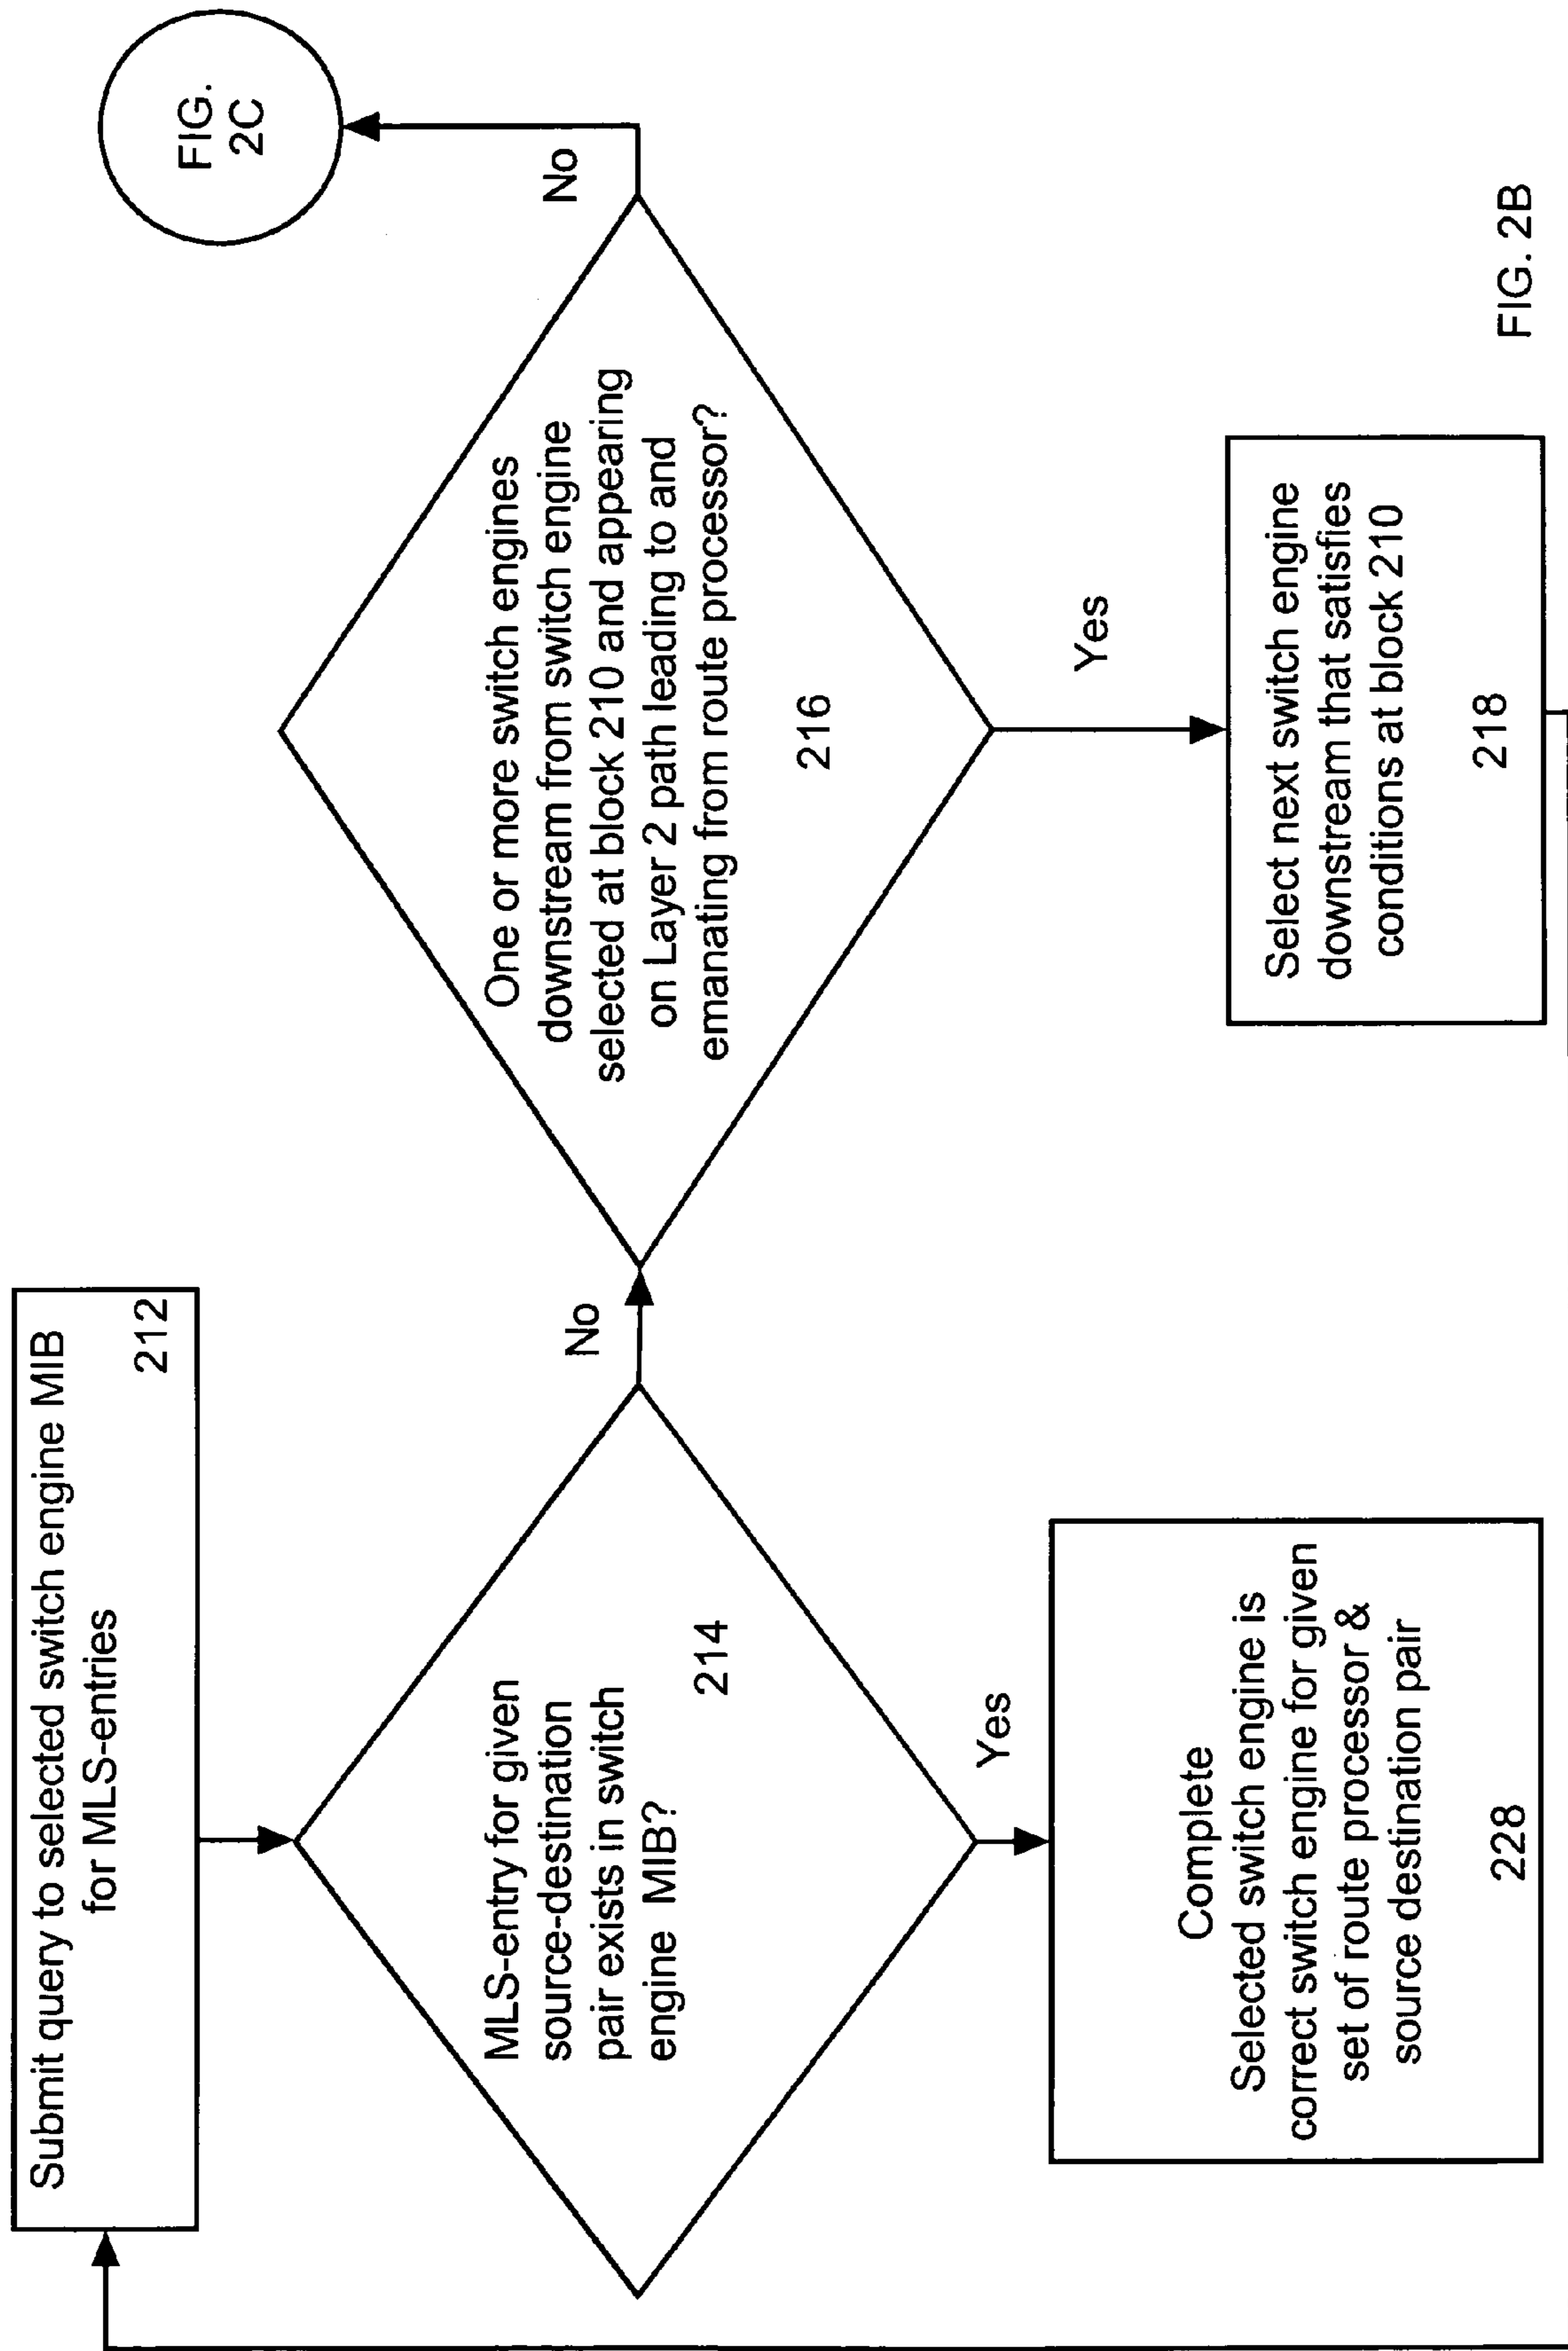 Submit query to selected switch engine MIB
for MLS-entries
212
MLS-entry for given
source-destination
pair exists in switch
engine MIB?
214
No
Yes
Complete
Selected switch engine is
correct switch engine for given
set of route processor &
source destination pair
228
One or more switch engines
downstream from switch engine
selected at block 210 and appearing
on Layer 2 path leading to and
emanating from route processor?
216
No
Yes
FIG.
2C
Select next switch engine
downstream that satisfies
conditions at block 210
218
FIG. 2B